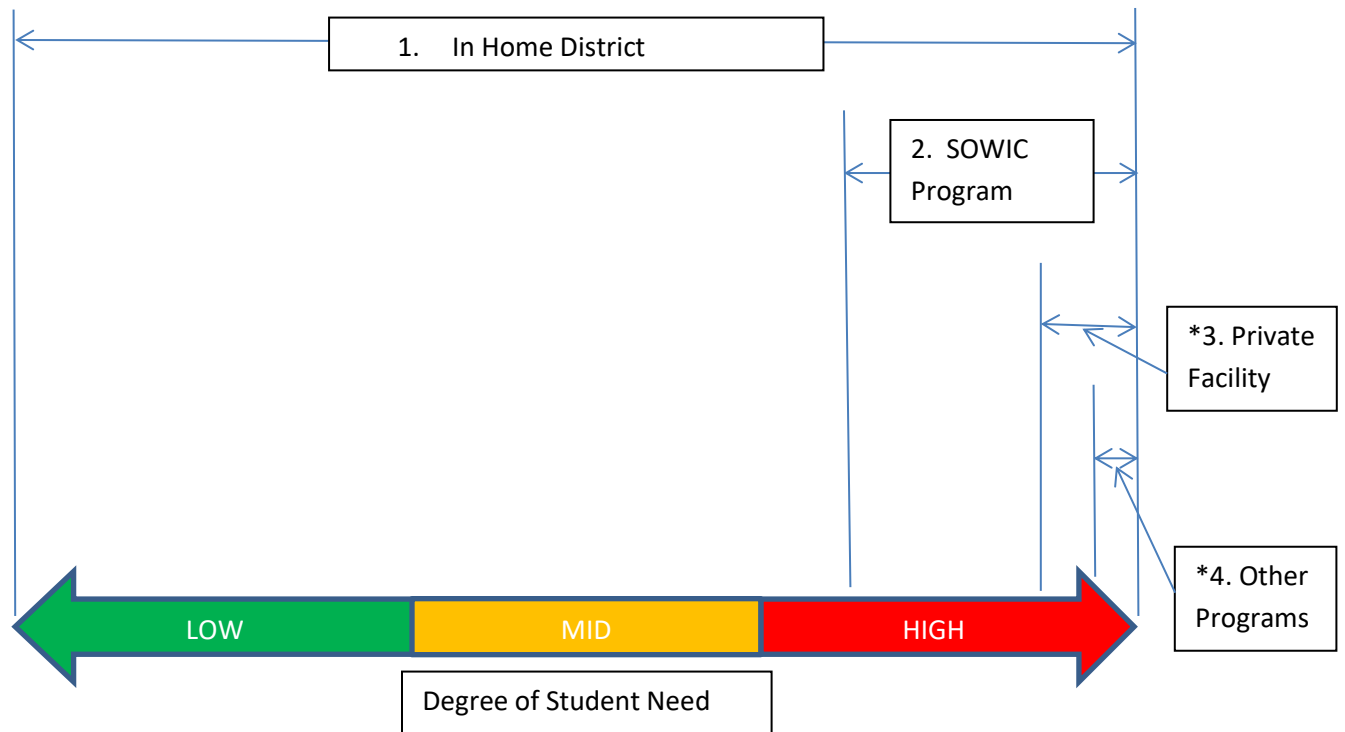 1. In Home District
2. SOWIC
Program
*3. Private
Facility
*4. Other
Programs
LOW MID HIGH
Degree of Student Need